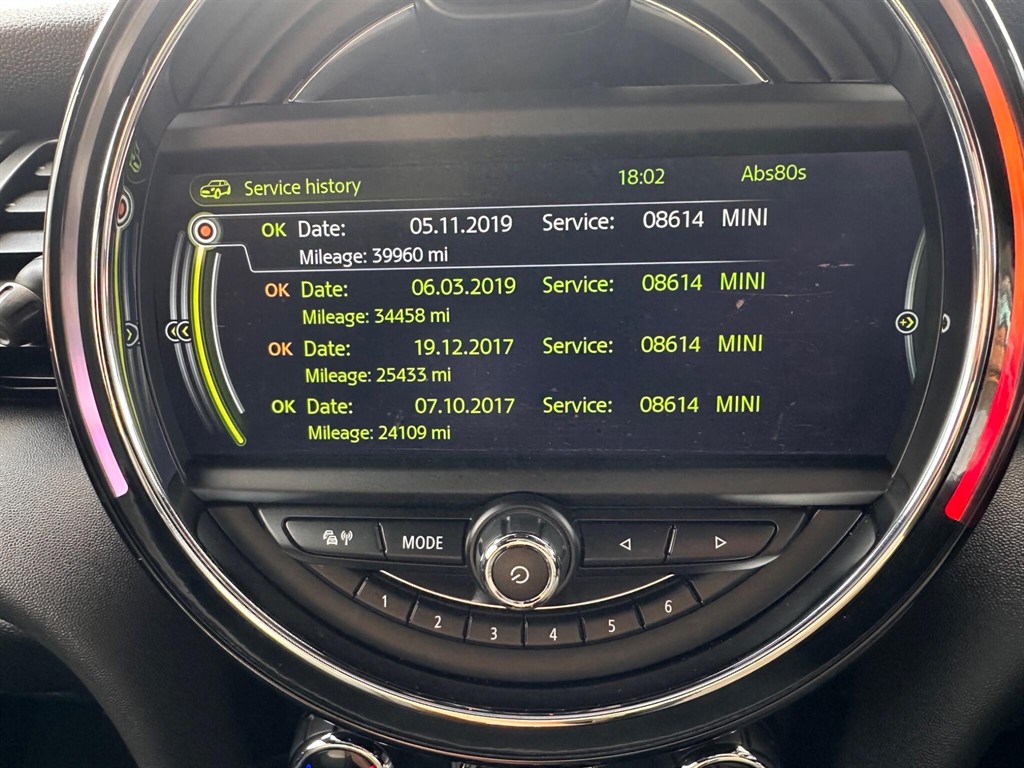 Service history 18:02 Abs80s
OK Date: 05.11.2019 Service: 08614 MINI
Mileage: 39960 mi
OK Date: 06.03.2019 Service: 08614 MINI
Mileage: 34458 mi
OK Date: 19.12.2017 Service: 08614 MINI
Mileage: 25433 mi
OK Date: 07.10.2017 Service: 08614 MINI
Mileage: 24109 mi
MODE
1 2 3 4 5 6